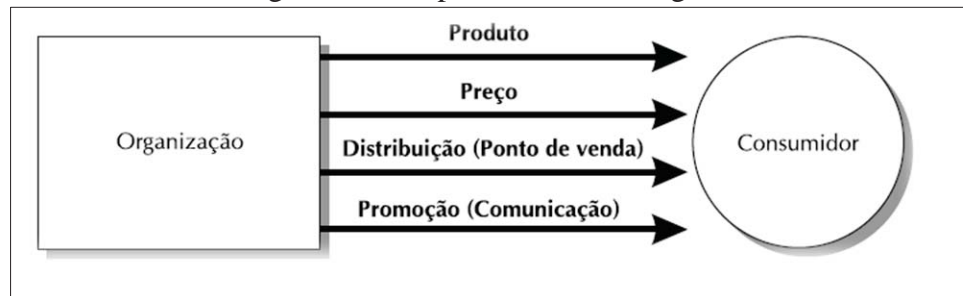 Produto
Preço
Organização
Distribuição (Ponto de venda)
Consumidor
Promoção (Comunicação)